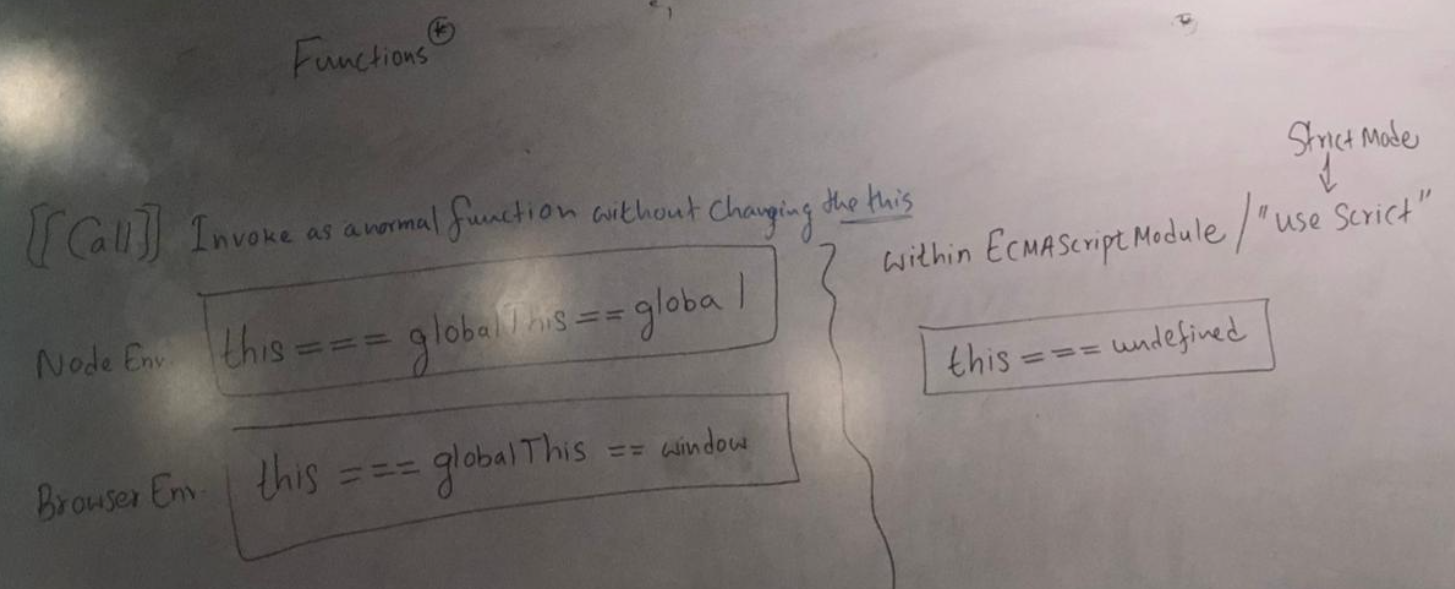 Functions *
Strict Mode
[[Call]] Invoke as a normal function without changing the this
within ECMAScript Module / "use Scrict"
Node Env. this === globalThis == global
this === undefined
Browser Env. this === globalThis == window